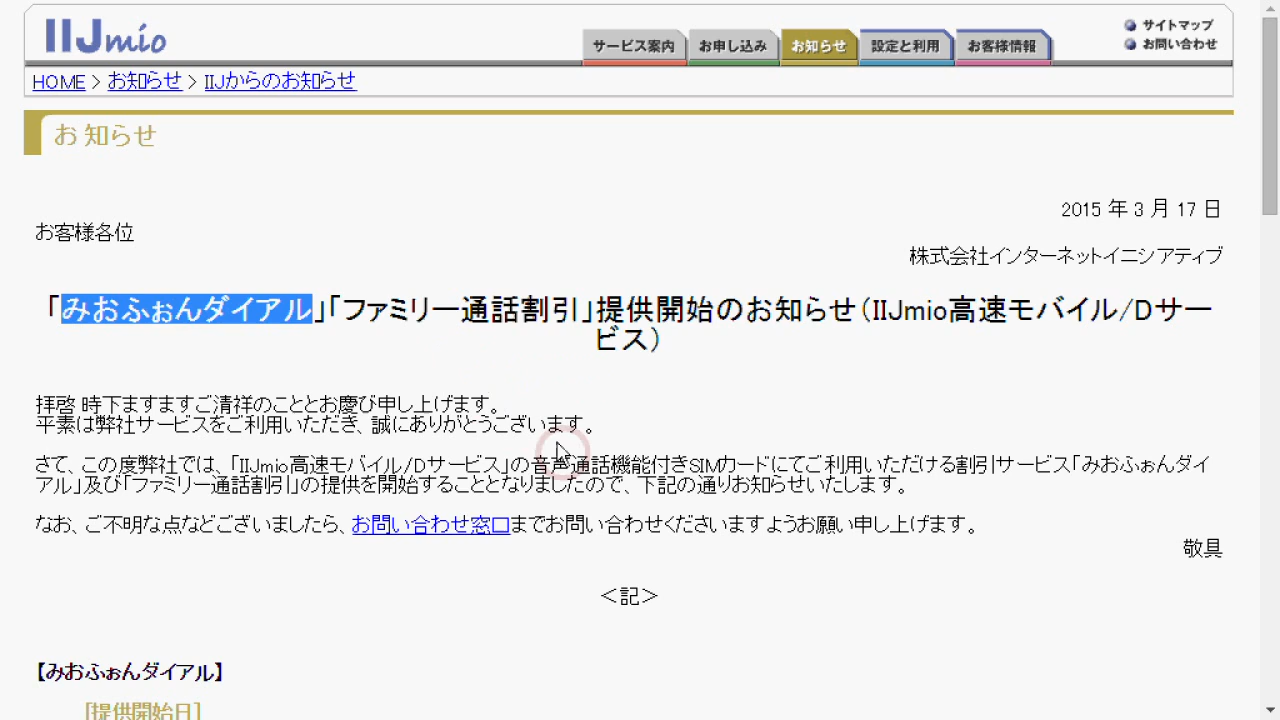 IIJmio
サービス案内 お申し込み お知らせ 設定と利用 お客様情報
サイトマップ
お問い合わせ
HOME > お知らせ > IIJからのお知らせ
お知らせ
2015 年 3 月 17 日
お客様各位
株式会社インターネットイニシアティブ
「みおふぉんダイアル」「ファミリー通話割引」提供開始のお知らせ（IIJmio高速モバイル/Dサー
ビス）
拝啓 時下ますますご清祥のこととお慶び申し上げます。
平素は弊社サービスをご利用いただき、誠にありがとうございます。
さて、この度弊社では、「IIJmio高速モバイル/Dサービス」の音声通話機能付きSIMカードにてご利用いただける割引サービス「みおふぉんダイ
アル」及び「ファミリー通話割引」の提供を開始することとなりましたので、下記の通りお知らせいたします。
なお、ご不明な点などございましたら、お問い合わせ窓口までお問い合わせくださいますようお願い申し上げます。
敬具
＜記＞
【みおふぉんダイアル】
[提供開始日]